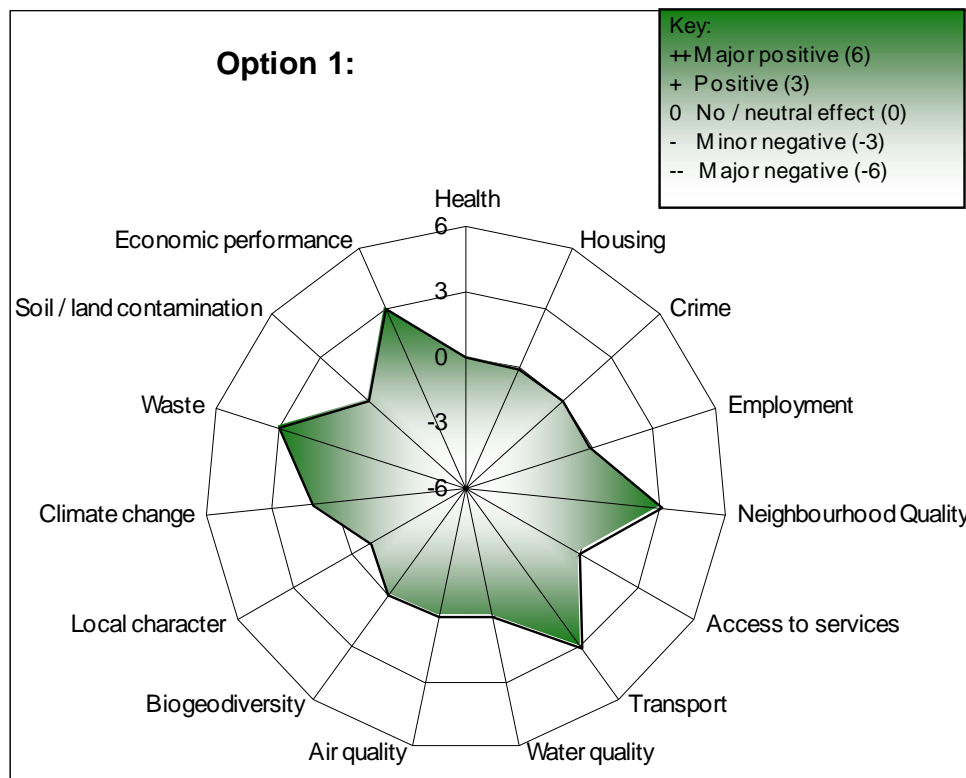 Option 1:
Key:
++ Major positive (6)
+ Positive (3)
0 No / neutral effect (0)
- Minor negative (-3)
-- Major negative (-6)
Health
Housing
Crime
Employment
Neighbourhood Quality
Access to services
Transport
Water quality
Air quality
Biogeodiversity
Local character
Climate change
Waste
Soil / land contamination
Economic performance
6
3
0
-3
-6